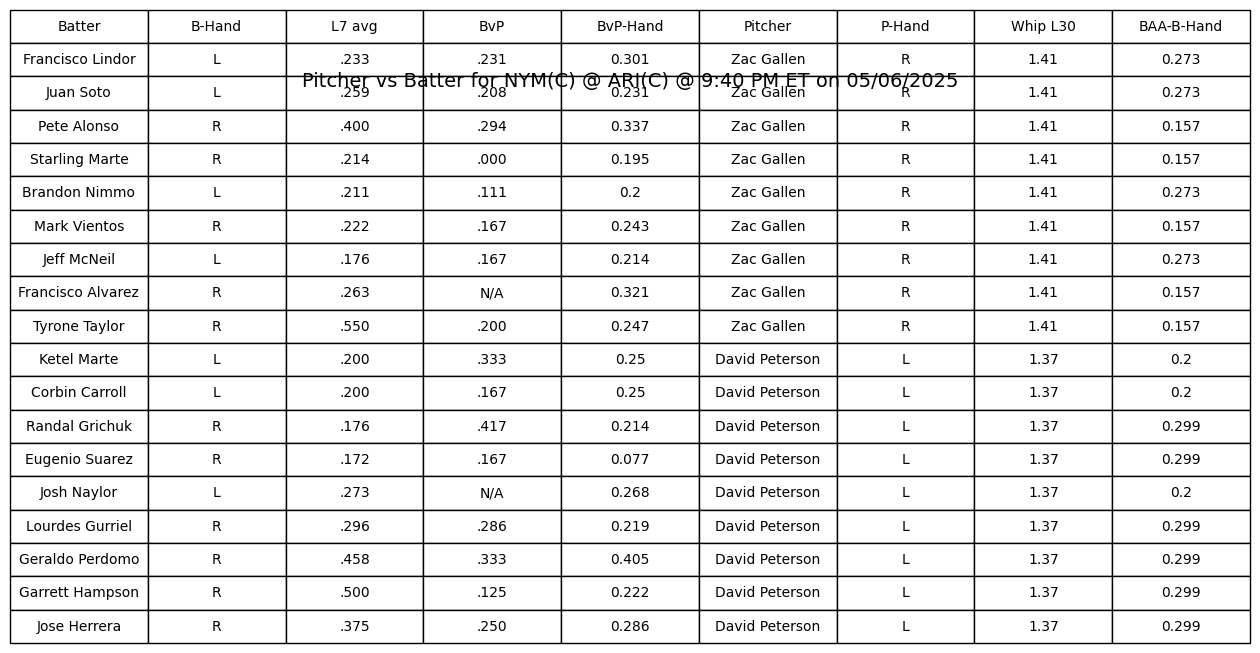 Batter B-Hand L7 avg BvP BvP-Hand Pitcher P-Hand Whip L30 BAA-B-Hand
Francisco Lindor L .233 .231 0.301 Zac Gallen R 1.41 0.273
Pitcher vs Batter for NYM(C) @ ARI(C) @ 9:40 PM ET on 05/06/2025
Juan Soto L .259 .208 0.231 Zac Gallen R 1.41 0.273
Pete Alonso R .400 .294 0.337 Zac Gallen R 1.41 0.157
Starling Marte R .214 .000 0.195 Zac Gallen R 1.41 0.157
Brandon Nimmo L .211 .111 0.2 Zac Gallen R 1.41 0.273
Mark Vientos R .222 .167 0.243 Zac Gallen R 1.41 0.157
Jeff McNeil L .176 .167 0.214 Zac Gallen R 1.41 0.273
Francisco Alvarez R .263 N/A 0.321 Zac Gallen R 1.41 0.157
Tyrone Taylor R .550 .200 0.247 Zac Gallen R 1.41 0.157
Ketel Marte L .200 .333 0.25 David Peterson L 1.37 0.2
Corbin Carroll L .200 .167 0.25 David Peterson L 1.37 0.2
Randal Grichuk R .176 .417 0.214 David Peterson L 1.37 0.299
Eugenio Suarez R .172 .167 0.077 David Peterson L 1.37 0.299
Josh Naylor L .273 N/A 0.268 David Peterson L 1.37 0.2
Lourdes Gurriel R .296 .286 0.219 David Peterson L 1.37 0.299
Geraldo Perdomo R .458 .333 0.405 David Peterson L 1.37 0.299
Garrett Hampson R .500 .125 0.222 David Peterson L 1.37 0.299
Jose Herrera R .375 .250 0.286 David Peterson L 1.37 0.299